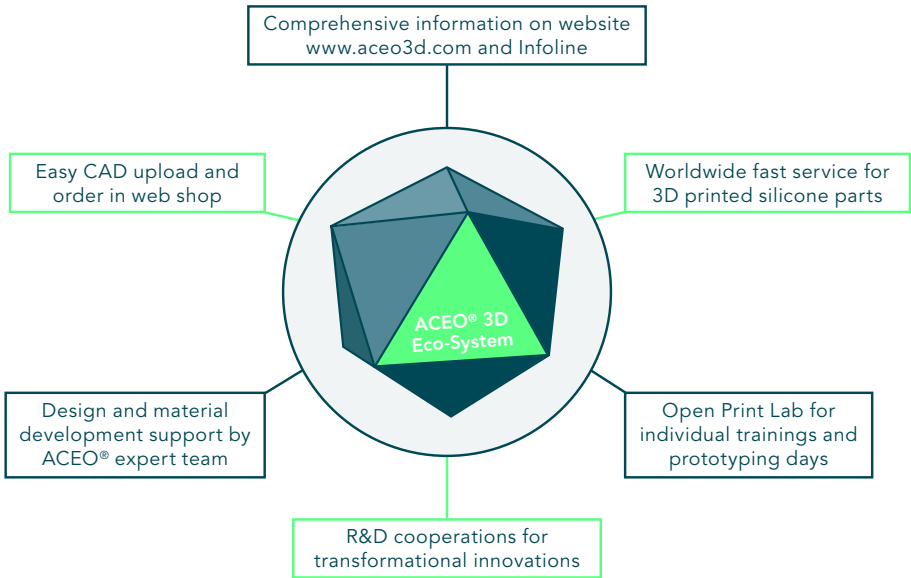 Comprehensive information on website
www.aceo3d.com and Infoline
Easy CAD upload and
order in web shop
Worldwide fast service for
3D printed silicone parts
ACEO® 3D
Eco-System
Design and material
development support by
ACEO® expert team
Open Print Lab for
individual trainings and
prototyping days
R&D cooperations for
transformational innovations